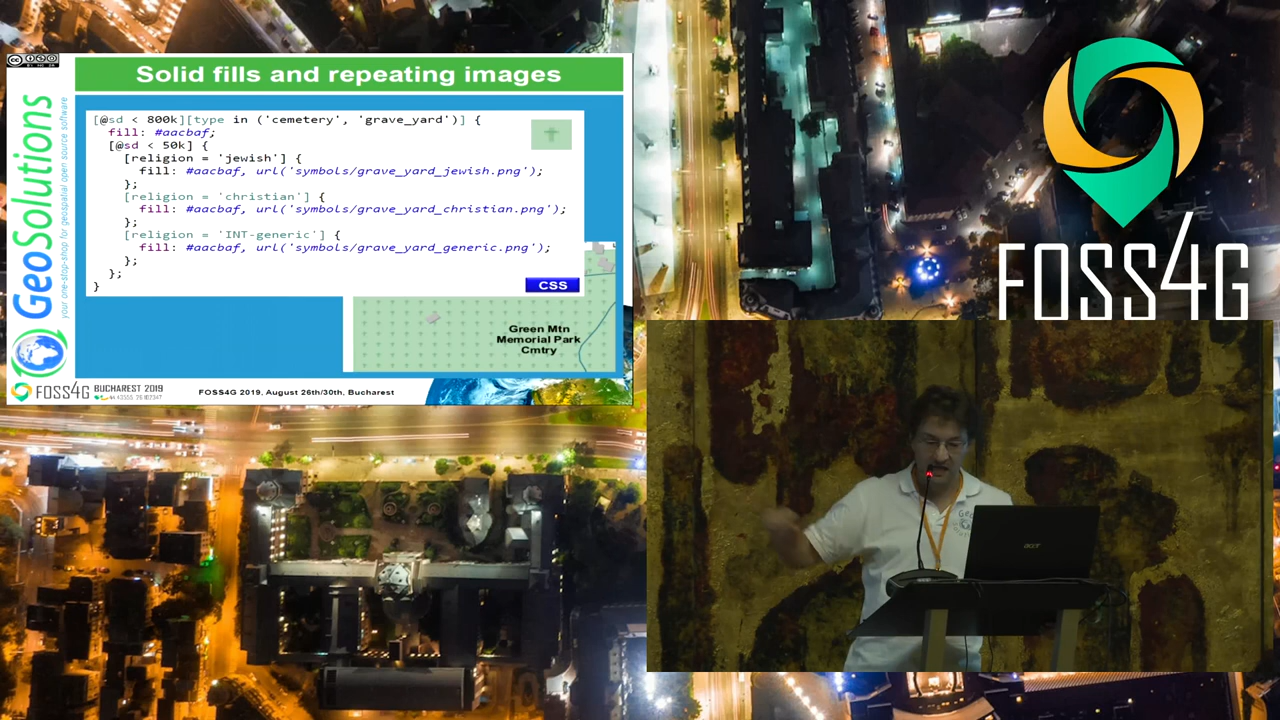 Solid fills and repeating images
[@sd < 800k][type in ('cemetery', 'grave_yard')] {
fill: #aacbaf;
[@sd < 50k] {
[religion = 'jewish'] {
fill: #aacbaf, url('symbols/grave_yard_jewish.png');
};
[religion = 'christian'] {
fill: #aacbaf, url('symbols/grave_yard_christian.png');
};
[religion = 'INT-generic'] {
fill: #aacbaf, url('symbols/grave_yard_generic.png');
};
};
}
CSS
Green Mtn
Memorial Park
Cmtry
GeoSolutions
your one-stop-shop for geospatial open source software
FOSS4G BUCHAREST 2019
FOSS4G 2019, August 26th/30th, Bucharest
FOSS4G
acer